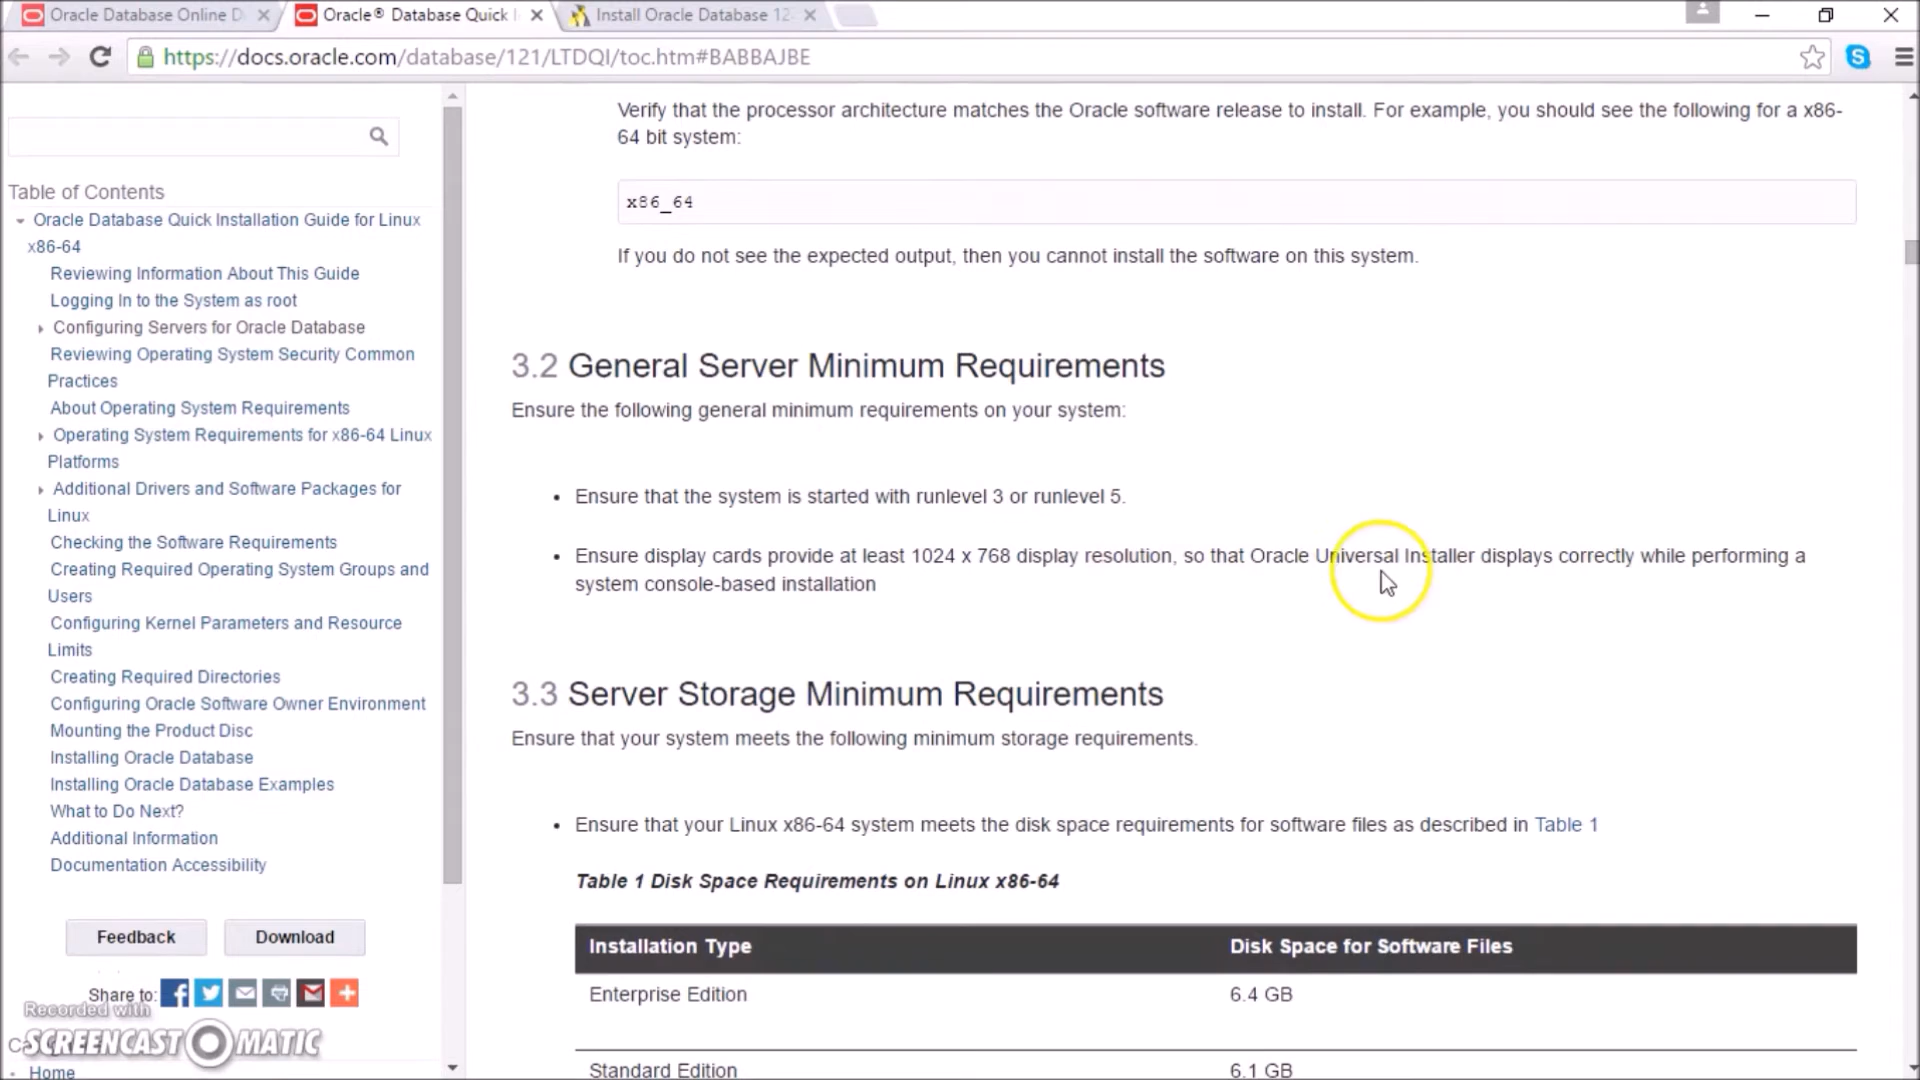 Oracle Database Online D
Oracle® Database Quick I
Install Oracle Database 12
https://docs.oracle.com/database/121/LTDQI/toc.htm#BABBAJBE
Table of Contents
Oracle Database Quick Installation Guide for Linux
x86-64
Reviewing Information About This Guide
Logging In to the System as root
Configuring Servers for Oracle Database
Reviewing Operating System Security Common
Practices
About Operating System Requirements
Operating System Requirements for x86-64 Linux
Platforms
Additional Drivers and Software Packages for
Linux
Checking the Software Requirements
Creating Required Operating System Groups and
Users
Configuring Kernel Parameters and Resource
Limits
Creating Required Directories
Configuring Oracle Software Owner Environment
Mounting the Product Disc
Installing Oracle Database
Installing Oracle Database Examples
What to Do Next?
Additional Information
Documentation Accessibility
Feedback
Download
Share to:
Recorded with
SCREENCAST MATIC
Home
Verify that the processor architecture matches the Oracle software release to install. For example, you should see the following for a x86-
64 bit system:
x86_64
If you do not see the expected output, then you cannot install the software on this system.
3.2 General Server Minimum Requirements
Ensure the following general minimum requirements on your system:
• Ensure that the system is started with runlevel 3 or runlevel 5.
• Ensure display cards provide at least 1024 x 768 display resolution, so that Oracle Universal Installer displays correctly while performing a
system console-based installation
3.3 Server Storage Minimum Requirements
Ensure that your system meets the following minimum storage requirements.
• Ensure that your Linux x86-64 system meets the disk space requirements for software files as described in Table 1
Table 1 Disk Space Requirements on Linux x86-64
Installation Type Disk Space for Software Files
Enterprise Edition 6.4 GB
Standard Edition 6.1 GB